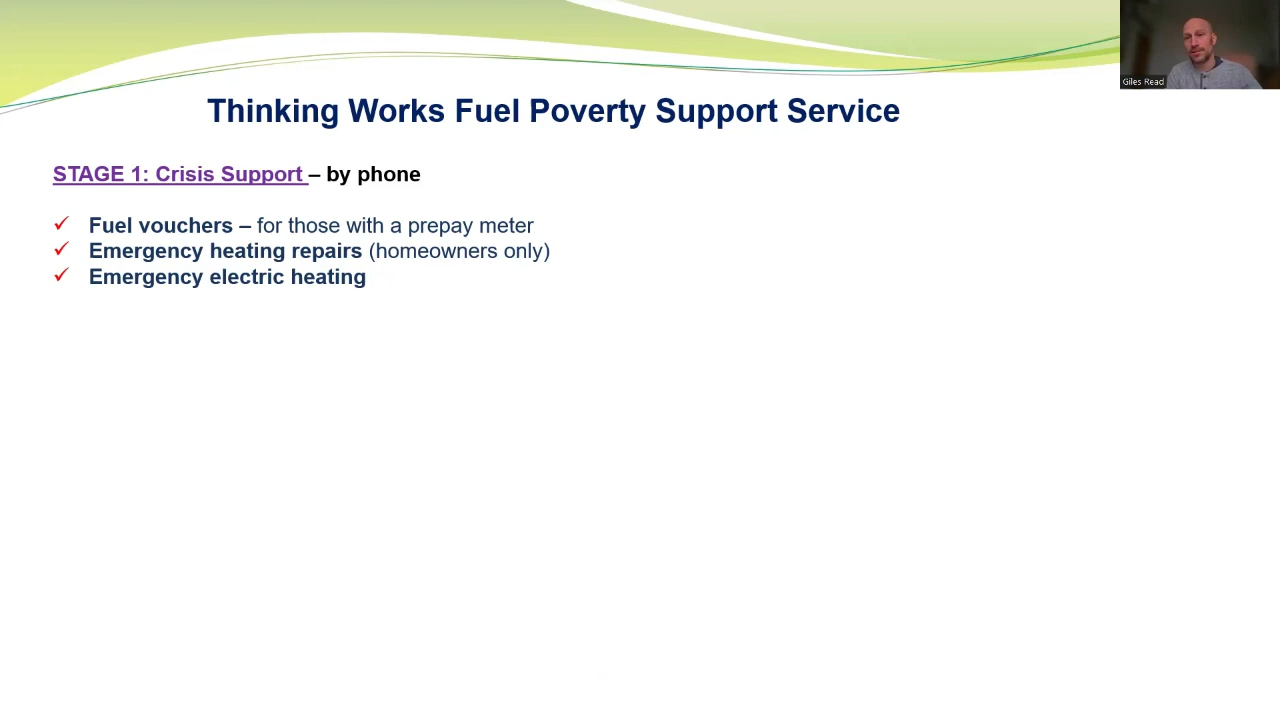 Giles Read
Thinking Works Fuel Poverty Support Service
STAGE 1: Crisis Support – by phone
✓ Fuel vouchers – for those with a prepay meter
✓ Emergency heating repairs (homeowners only)
✓ Emergency electric heating